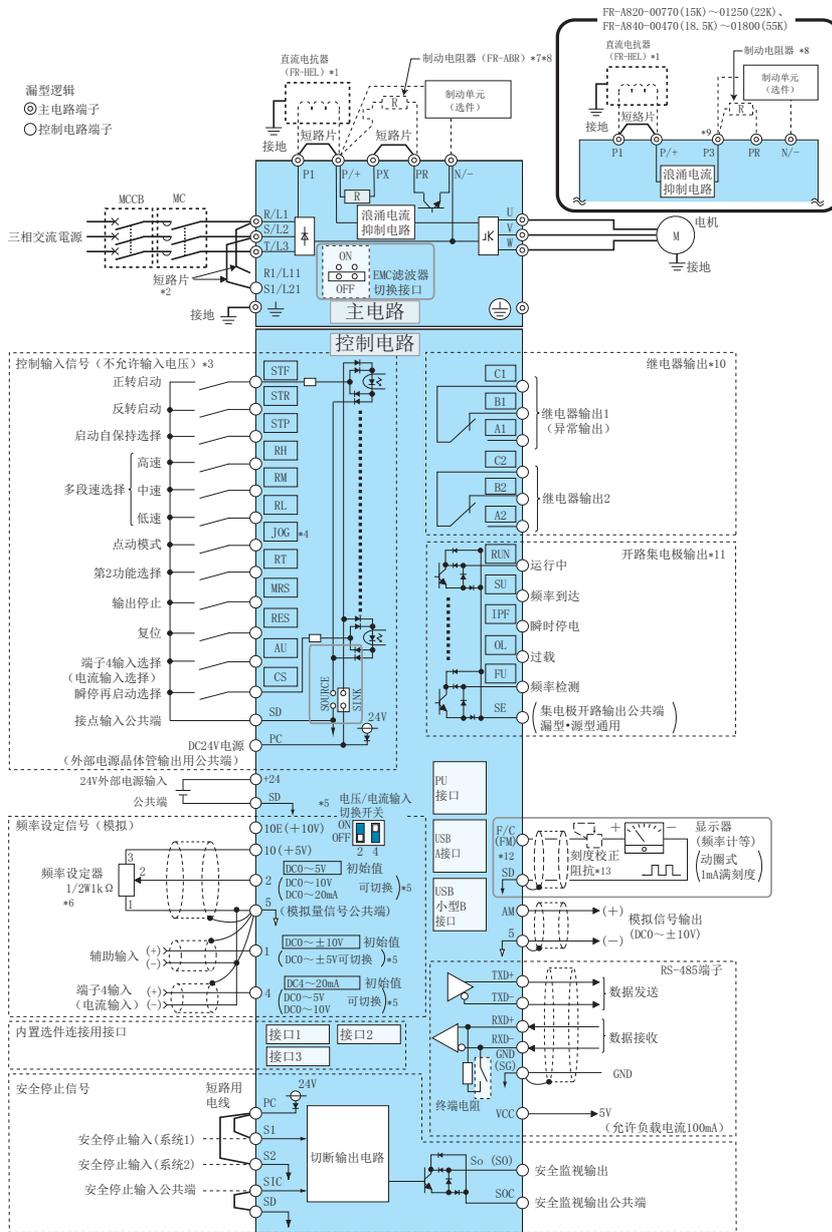 FR-A820-00770(15K)～01250(22K)、
FR-A840-00470(18.5K)～01800(55K)
直流电抗器
(FR-HEL)*1
制动电阻器 *8
制动单元
(选件)
R
接地
短络片
*9
P1
P/+
P3
PR
N/-
浪涌电流
抑制电路
漏型逻辑
主电路端子
控制电路端子
直流电抗器
(FR-HEL)*1
制动电阻器（FR-ABR）*7*8
制动单元
(选件)
R
接地
短路片
短路片
P1
P/+
PX
PR
N/-
R
浪涌电流
抑制电路
MCCB
MC
三相交流電源
R/L1
S/L2
T/L3
短路片
*2
R1/L11
S1/L21
接地
ON
OFF
EMC滤波器
切换接口
主电路
U
V
W
M
电机
接地
控制电路
控制输入信号（不允许输入电压）*3
正转启动
STF
反转启动
STR
启动自保持选择
STP
多段速选择
高速
RH
中速
RM
低速
RL
点动模式
JOG
*4
第2功能选择
RT
输出停止
MRS
复位
RES
端子4输入选择
(电流输入选择)
AU
瞬停再启动选择
CS
SOURCE
SINK
接点输入公共端
SD
24V
DC24V电源
PC
(外部电源晶体管输出用公共端)
24V外部电源输入
+24
公共端
SD
继电器输出*10
C1
B1
A1
继电器输出1
(异常输出)
C2
B2
A2
继电器输出2
开路集电极输出*11
RUN
运行中
SU
频率到达
IPF
瞬时停电
OL
过载
FU
频率检测
SE
(集电极开路输出公共端
漏型•源型通用)
频率设定信号（模拟）
*5
电压/电流输入
切换开关
ON
OFF
2 4
10E(＋10V)
10(＋5V)
频率设定器
1/2W1kΩ
*6
3
2
1
2
DC0～5V 初始值
(DC0～10V
DC0～20mA 可切换)*5
5
(模拟量信号公共端)
辅助输入
(+)
(-)
1
DC0～±10V 初始值
(DC0～±5V可切换)*5
端子4输入
(电流输入)
(+)
(-)
4
DC4～20mA 初始值
(DC0～5V
DC0～10V 可切换)*5
PU
接口
USB
A接口
USB
小型B
接口
F/C
(FM)
*12
SD
＋
－
刻度校正
阻抗*13
显示器
(频率计等)
(动圈式
1mA满刻度)
AM
(+)
5
(-)
模拟信号输出
(DC0～±10V)
RS-485端子
TXD+
TXD-
数据发送
RXD+
RXD-
数据接收
GND
(SG)
GND
终端电阻
VCC
5V
(允许负载电流100mA)
内置选件连接用接口
接口1
接口2
接口3
安全停止信号
短路用
电线
PC
24V
S1
安全停止输入(系统1)
S2
安全停止输入(系统2)
SIC
安全停止输入公共端
SD
切断输出电路
So (SO)
安全监视输出
SOC
安全监视输出公共端